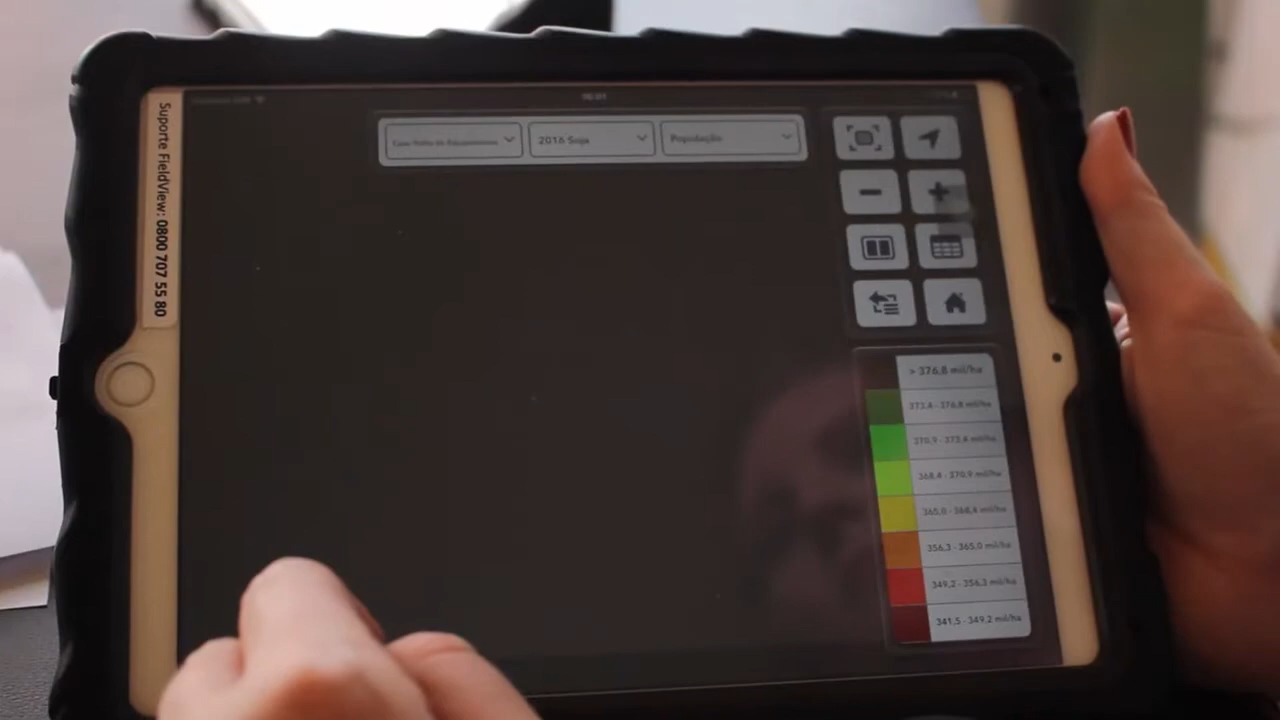 Suporte FieldView: 0800 707 55 80
2016 Soja
População
> 376,8 mil/ha
373,4 - 376,8 mil/ha
370,9 - 373,4 mil/ha
368,4 - 370,9 mil/ha
365,0 - 368,4 mil/ha
356,3 - 365,0 mil/ha
349,2 - 356,3 mil/ha
341,5 - 349,2 mil/ha